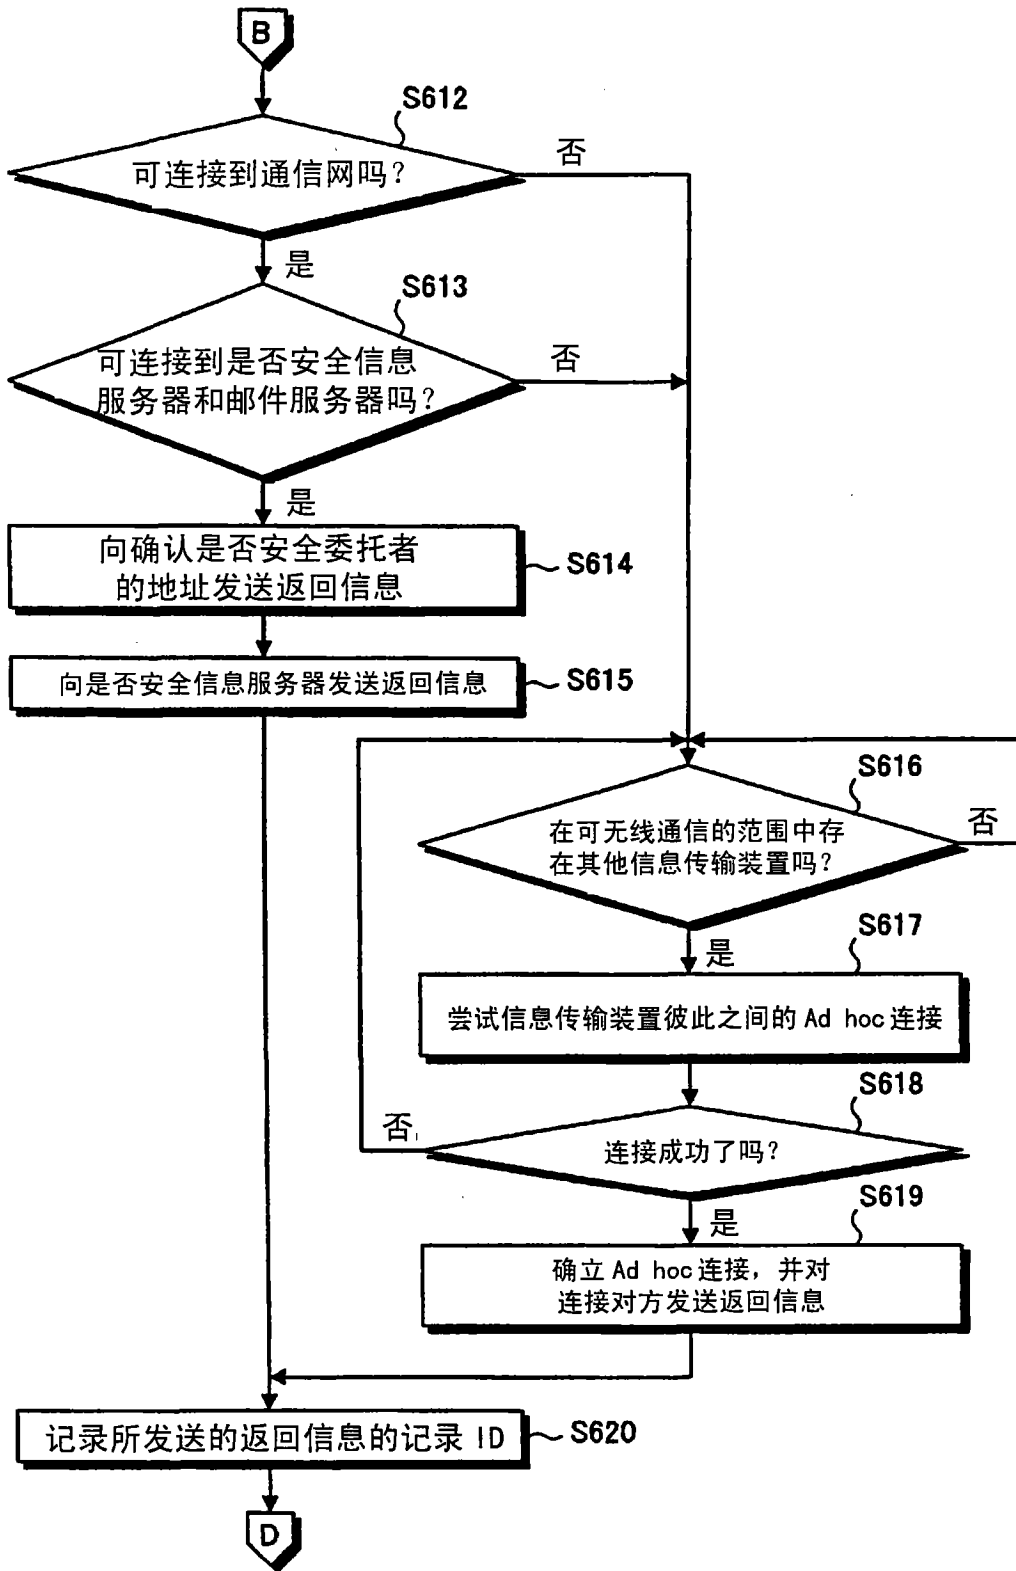 B
S612
可连接到通信网吗?
否
是
S613
可连接到是否安全信息
服务器和邮件服务器吗?
否
是
向确认是否安全委托者
的地址发送返回信息
S614
向是否安全信息服务器发送返回信息
S615
S616
在可无线通信的范围中存
在其他信息传输装置吗?
否
是
S617
尝试信息传输装置彼此之间的 Ad hoc 连接
S618
连接成功了吗?
否
是
S619
确立 Ad hoc 连接，并对
连接对方发送返回信息
记录所发送的返回信息的记录 ID
S620
D